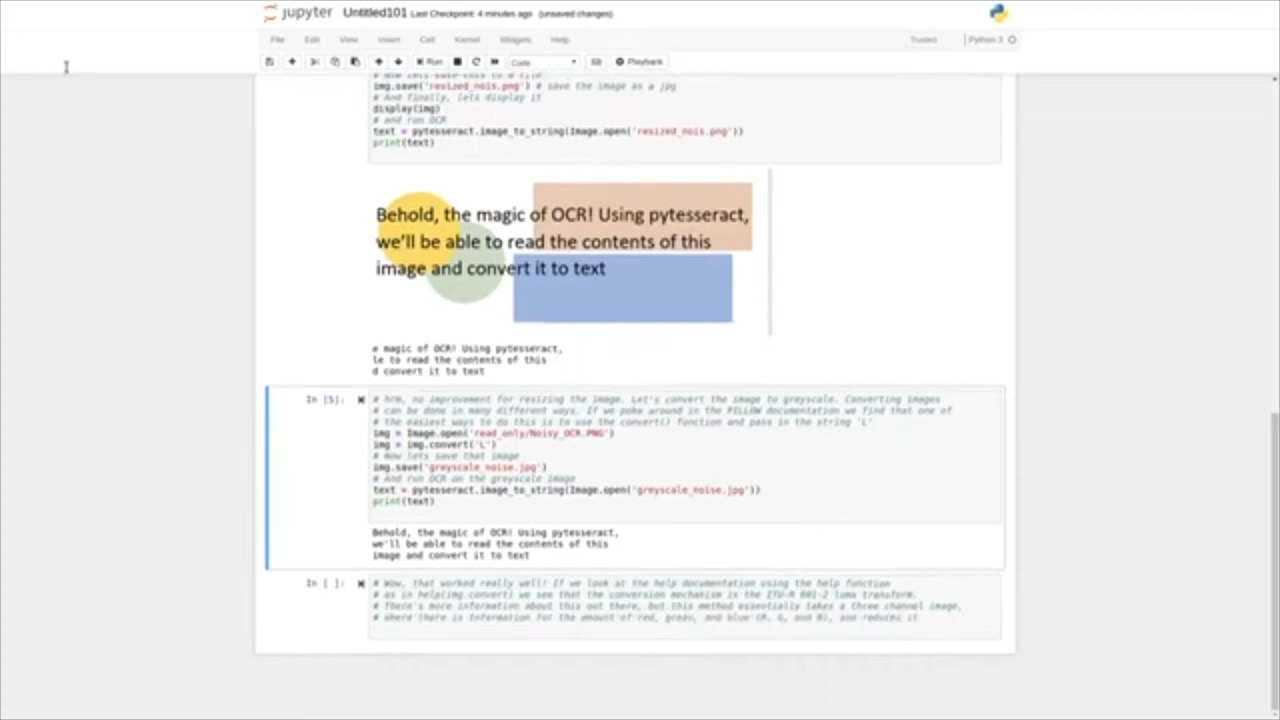 jupyter Untitled101 Last Checkpoint: 4 minutes ago (unsaved changes)
File Edit View Insert Cell Kernel Widgets Help Trusted Python 3
Run Code Playback
# Now lets save this to a file
img.save('resized_nois.png') # save the image as a jpg
# And finally, lets display it
display(img)
# and run OCR
text = pytesseract.image_to_string(Image.open('resized_nois.png'))
print(text)
Behold, the magic of OCR! Using pytesseract,
we'll be able to read the contents of this
image and convert it to text
e magic of OCR! Using pytesseract,
le to read the contents of this
d convert it to text
In [5]: # hrm, no improvement for resizing the image. Let's convert the image to greyscale. Converting images
# can be done in many different ways. If we poke around in the PILLOW documentation we find that one of
# the easiest ways to do this is to use the convert() function and pass in the string 'L'
img = Image.open('read_only/Noisy_OCR.PNG')
img = img.convert('L')
# Now lets save that image
img.save('greyscale_noise.jpg')
# And run OCR on the greyscale image
text = pytesseract.image_to_string(Image.open('greyscale_noise.jpg'))
print(text)
Behold, the magic of OCR! Using pytesseract,
we'll be able to read the contents of this
image and convert it to text
In [ ]: # Wow, that worked really well! If we look at the help documentation using the help function
# as in help(img.convert) we see that the conversion mechanism is the ITU-R 601-2 luma transform.
# There's more information about this out there, but this method essentially takes a three channel image,
# where there is information for the amount of red, green, and blue (R, G, and B), and reduces it